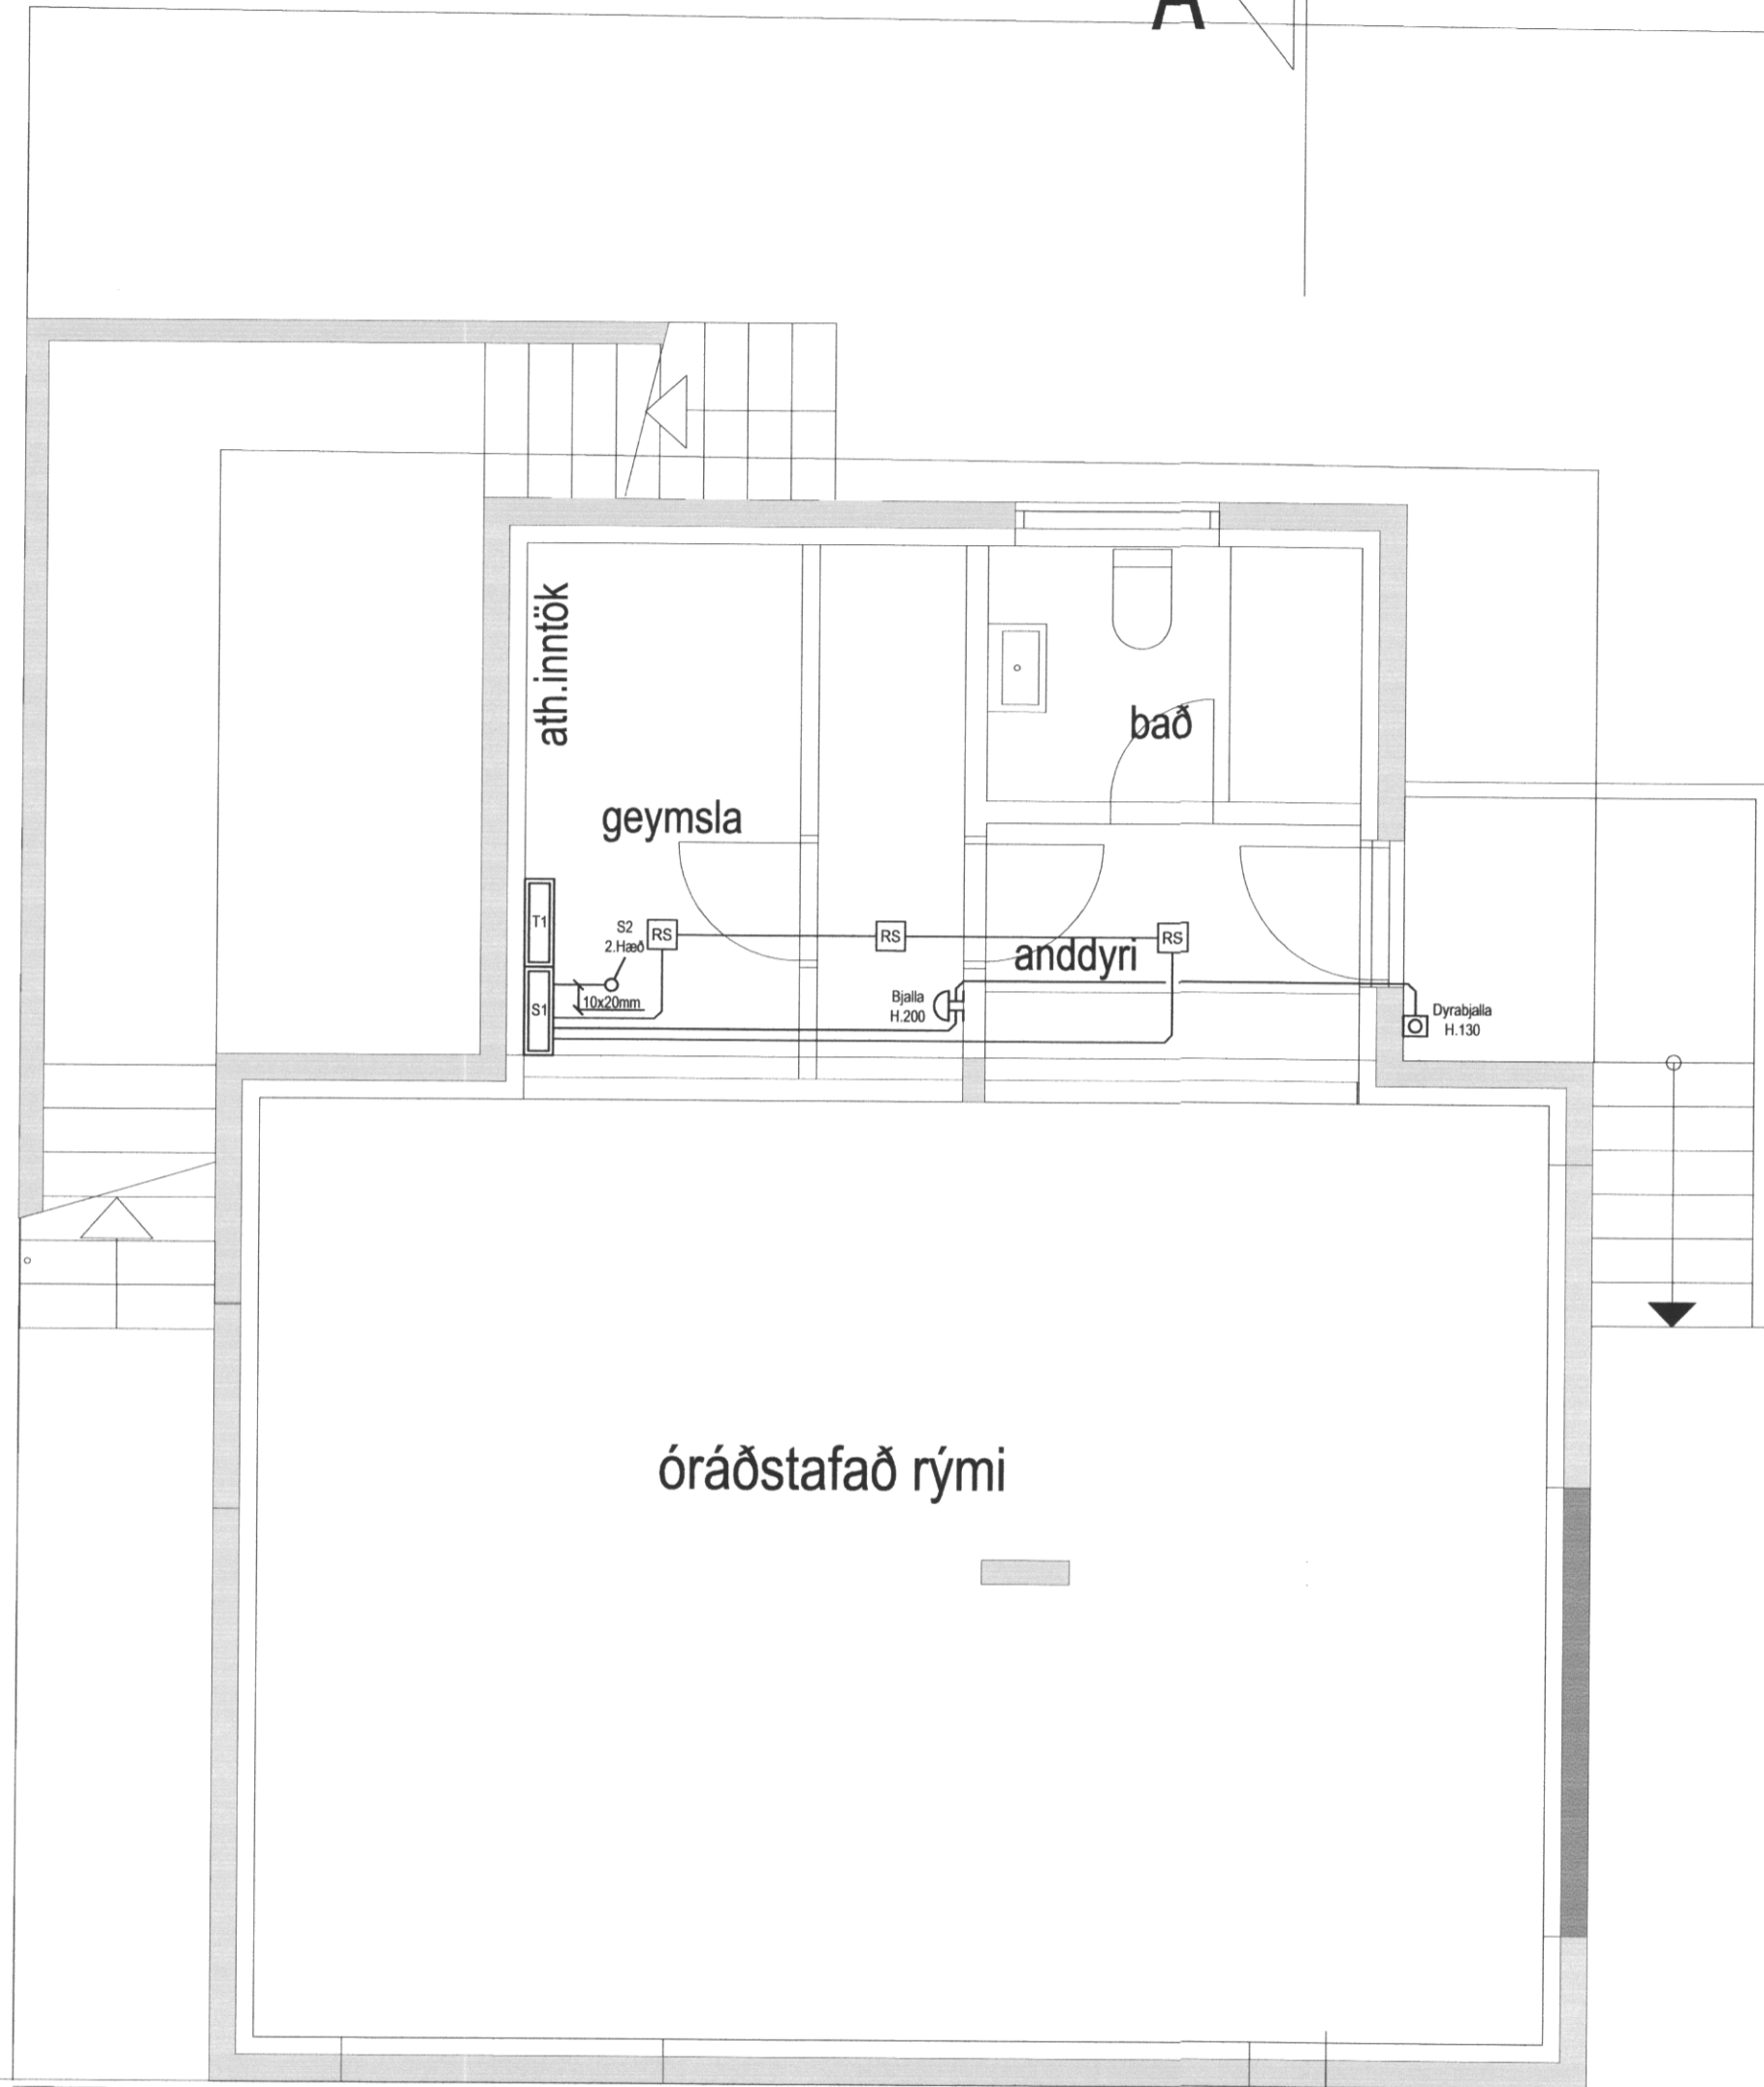 A
ath.inntök
bað
geymsla
T1
S2
2.Hæð
RS
RS
RS
anddyri
10x20mm
S1
Bjalla
H.200
Dyrabjalla
H.130
óráðstafað rými